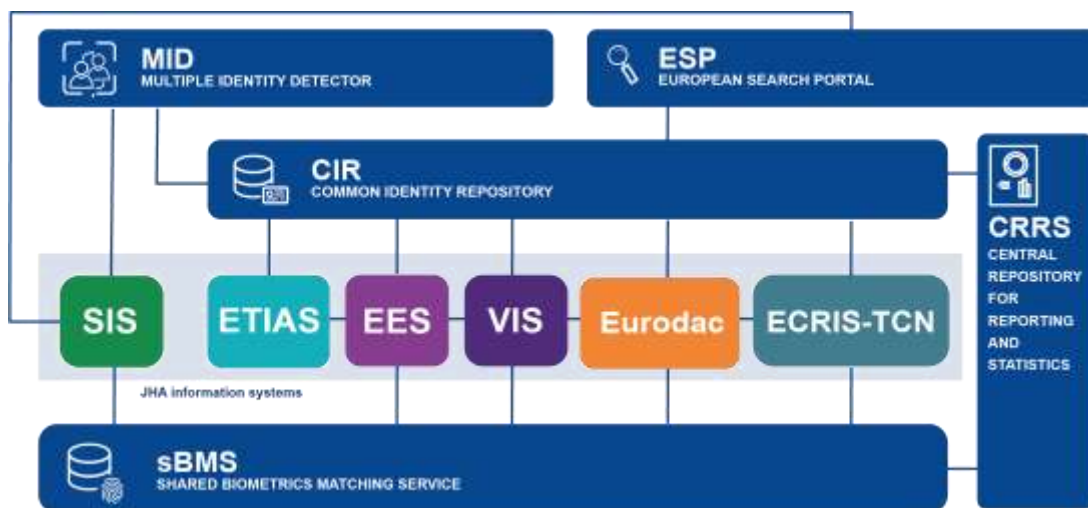 MID
MULTIPLE IDENTITY DETECTOR
ESP
EUROPEAN SEARCH PORTAL
CIR
COMMON IDENTITY REPOSITORY
CRRS
CENTRAL
REPOSITORY
FOR
REPORTING
AND
STATISTICS
SIS
ETIAS
EES
VIS
Eurodac
ECRIS-TCN
JHA information systems
sBMS
SHARED BIOMETRICS MATCHING SERVICE